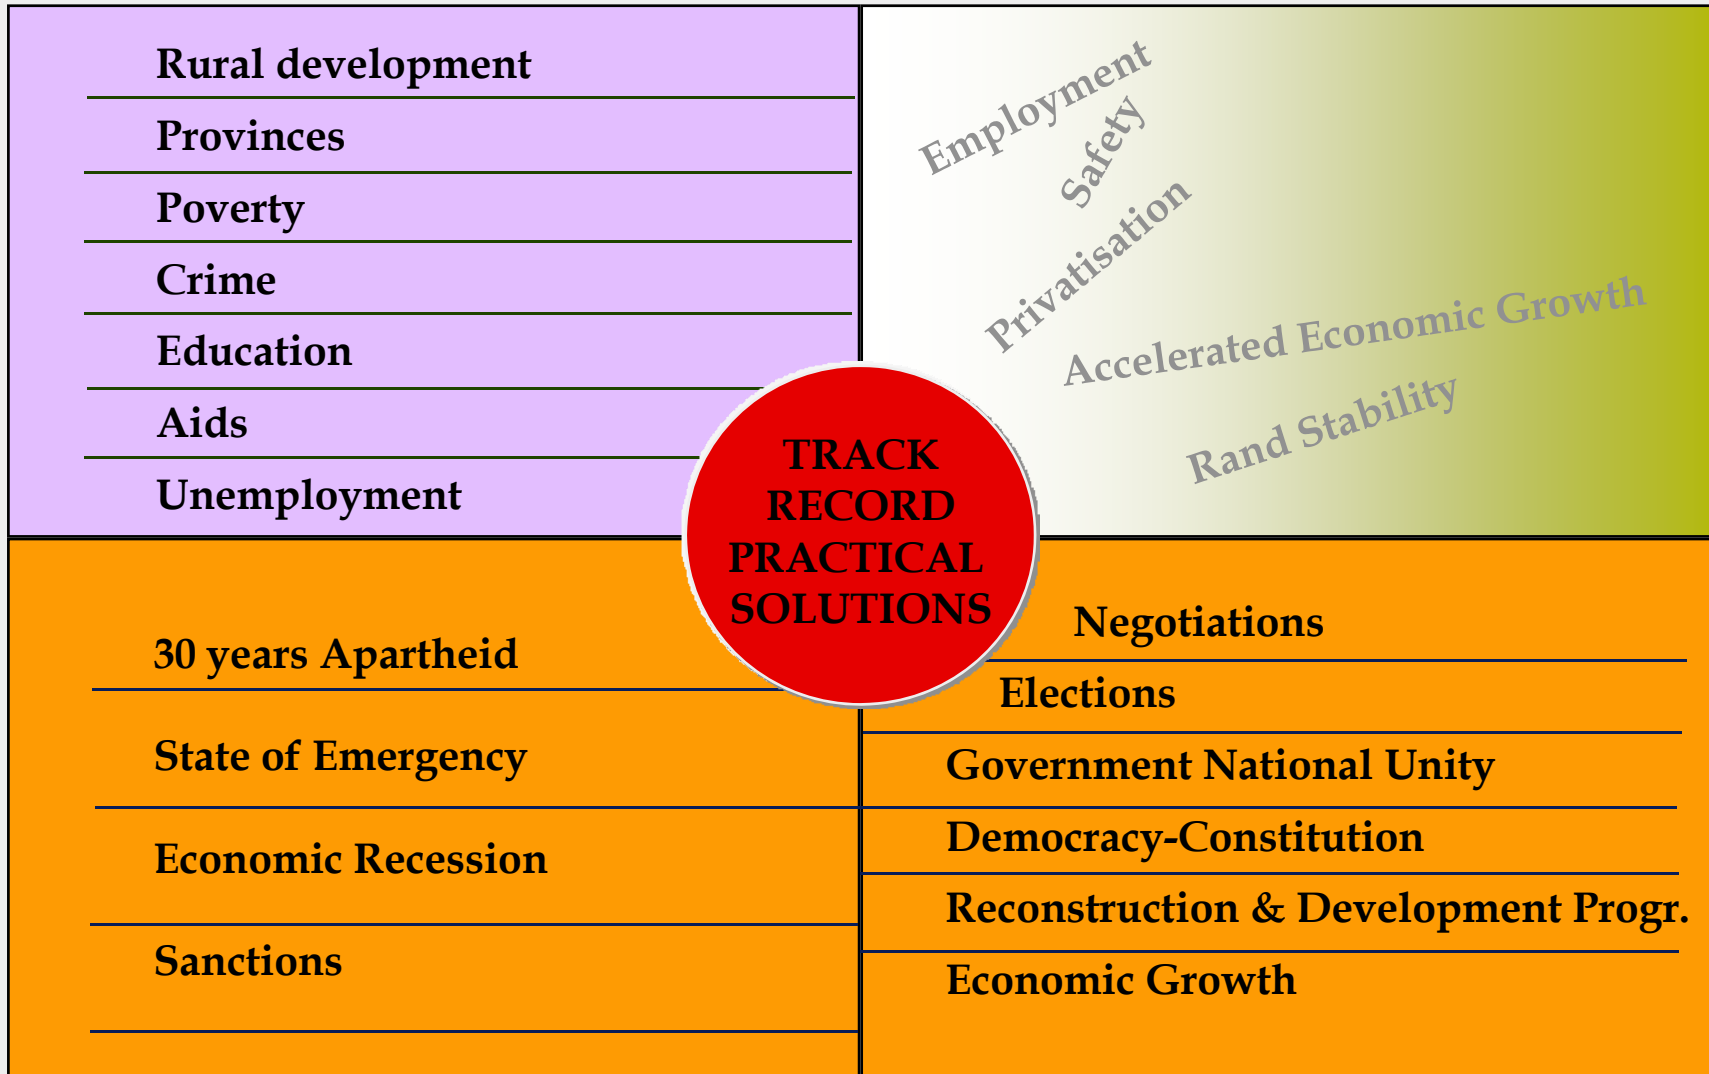 Rural development
Provinces
Poverty
Crime
Education
Aids
Unemployment
Employment
Safety
Privatisation
Accelerated Economic Growth
Rand Stability
TRACK
RECORD
PRACTICAL
SOLUTIONS
30 years Apartheid
State of Emergency
Economic Recession
Sanctions
Negotiations
Elections
Government National Unity
Democracy-Constitution
Reconstruction & Development Progr.
Economic Growth